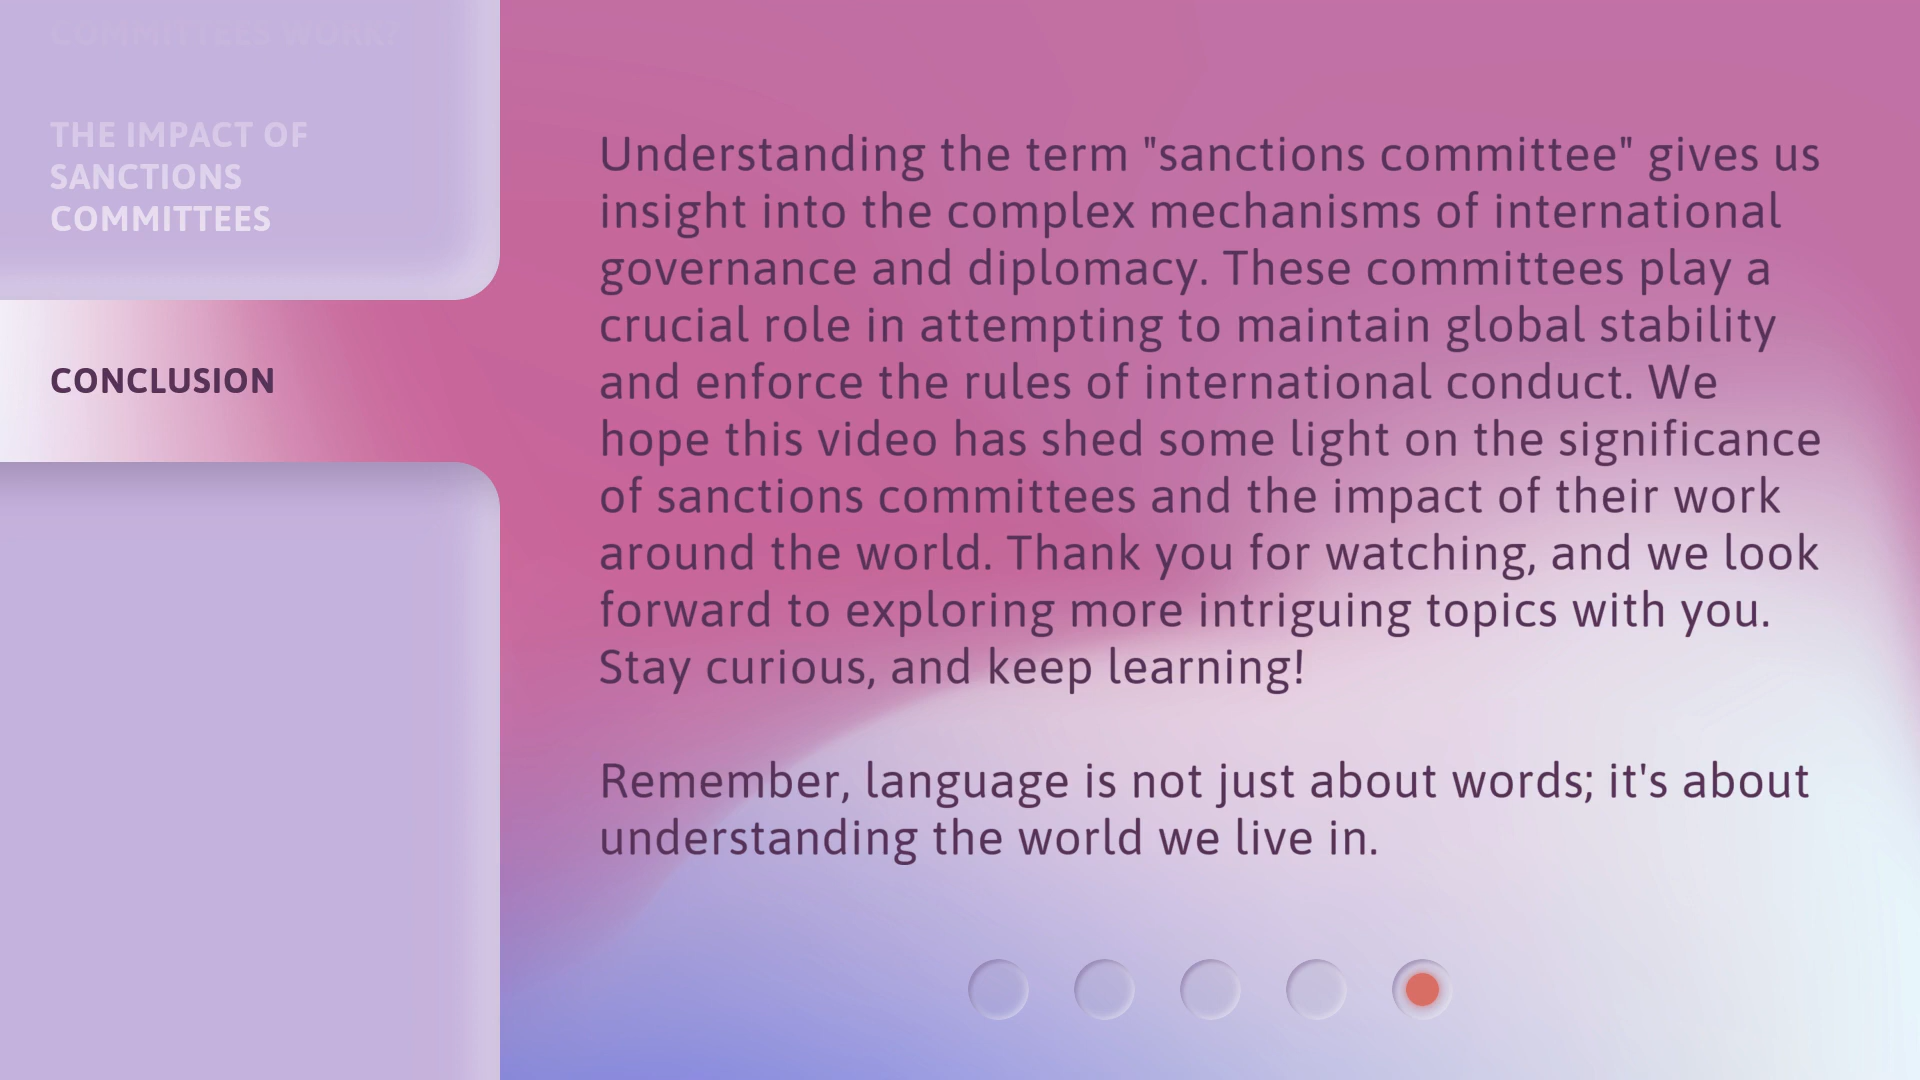 COMMITTEES WORK?
THE IMPACT OF
SANCTIONS
COMMITTEES
CONCLUSION
Understanding the term "sanctions committee" gives us
insight into the complex mechanisms of international
governance and diplomacy. These committees play a
crucial role in attempting to maintain global stability
and enforce the rules of international conduct. We
hope this video has shed some light on the significance
of sanctions committees and the impact of their work
around the world. Thank you for watching, and we look
forward to exploring more intriguing topics with you.
Stay curious, and keep learning!
Remember, language is not just about words; it's about
understanding the world we live in.